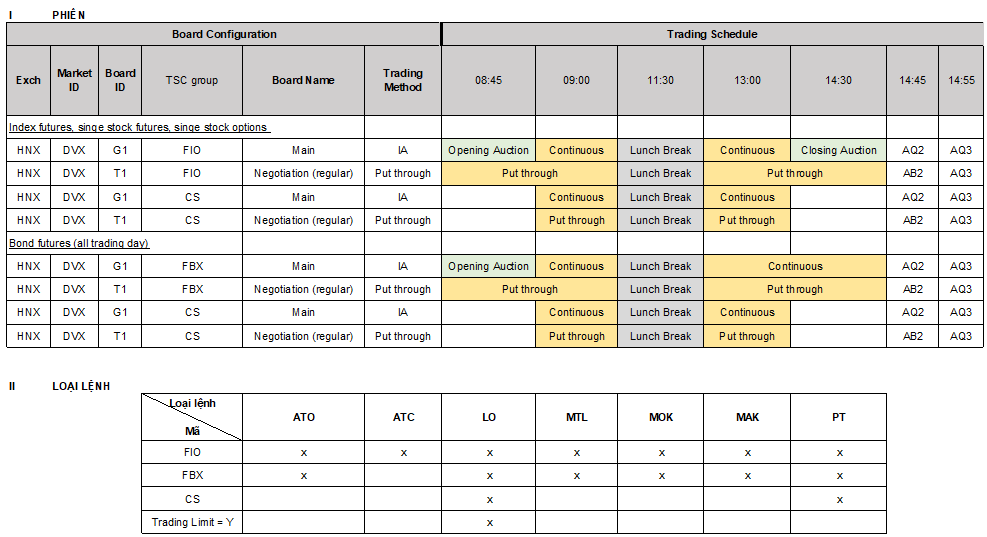 I PHIÊN
Board Configuration Trading Schedule
Exch Market ID Board ID TSC group Board Name Trading Method 08:45 09:00 11:30 13:00 14:30 14:45 14:55
Index futures, singe stock futures, singe stock options
HNX DVX G1 FIO Main IA Opening Auction Continuous Lunch Break Continuous Closing Auction AQ2 AQ3
HNX DVX T1 FIO Negotiation (regular) Put through Put through Lunch Break Put through AB2 AQ3
HNX DVX G1 CS Main IA Continuous Lunch Break Continuous AQ2 AQ3
HNX DVX T1 CS Negotiation (regular) Put through Put through Lunch Break Put through AB2 AQ3
Bond futures (all trading day)
HNX DVX G1 FBX Main IA Opening Auction Continuous Lunch Break Continuous AQ2 AQ3
HNX DVX T1 FBX Negotiation (regular) Put through Put through Lunch Break Put through AB2 AQ3
HNX DVX G1 CS Main IA Continuous Lunch Break Continuous AQ2 AQ3
HNX DVX T1 CS Negotiation (regular) Put through Put through Lunch Break Put through AB2 AQ3
II LOẠI LỆNH
Loại lệnh
Mã
ATO ATC LO MTL MOK MAK PT
FIO x x x x x x x
FBX x x x x x x
CS x x
Trading Limit = Y x